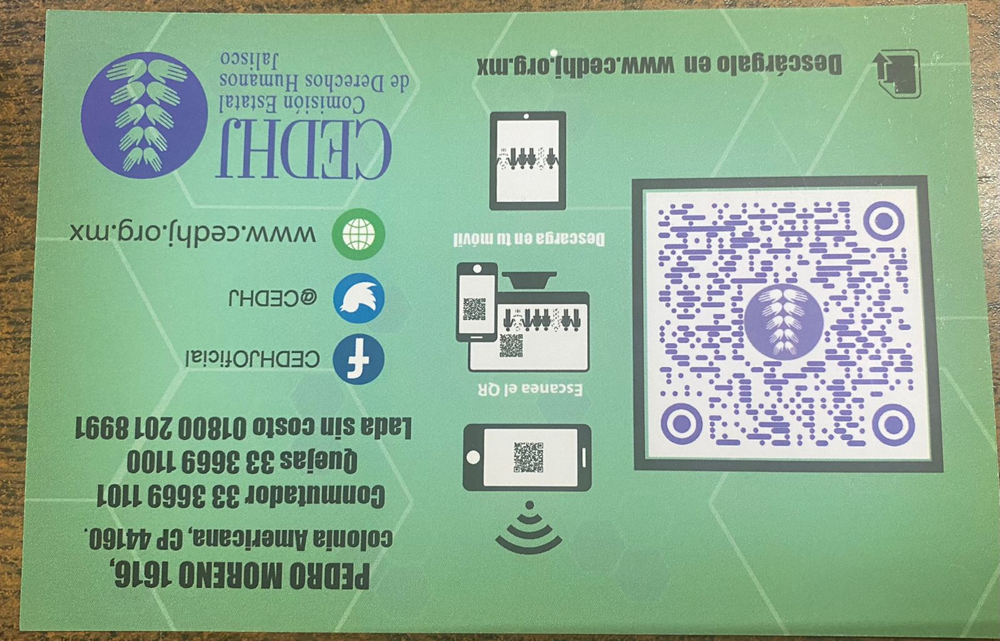 PEDRO MORENO 1616,
colonia Americana, CP 44160.
Conmutador 33 3669 1101
Quejas 33 3669 1100
Lada sin costo 01800 201 8991
CEDHJOficial
@CEDHJ
www.cedhj.org.mx
CEDHJ
Comisión Estatal
de Derechos Humanos
Jalisco
Escanea el QR
Descarga en tu móvil
Descárgalo en www.cedhj.org.mx